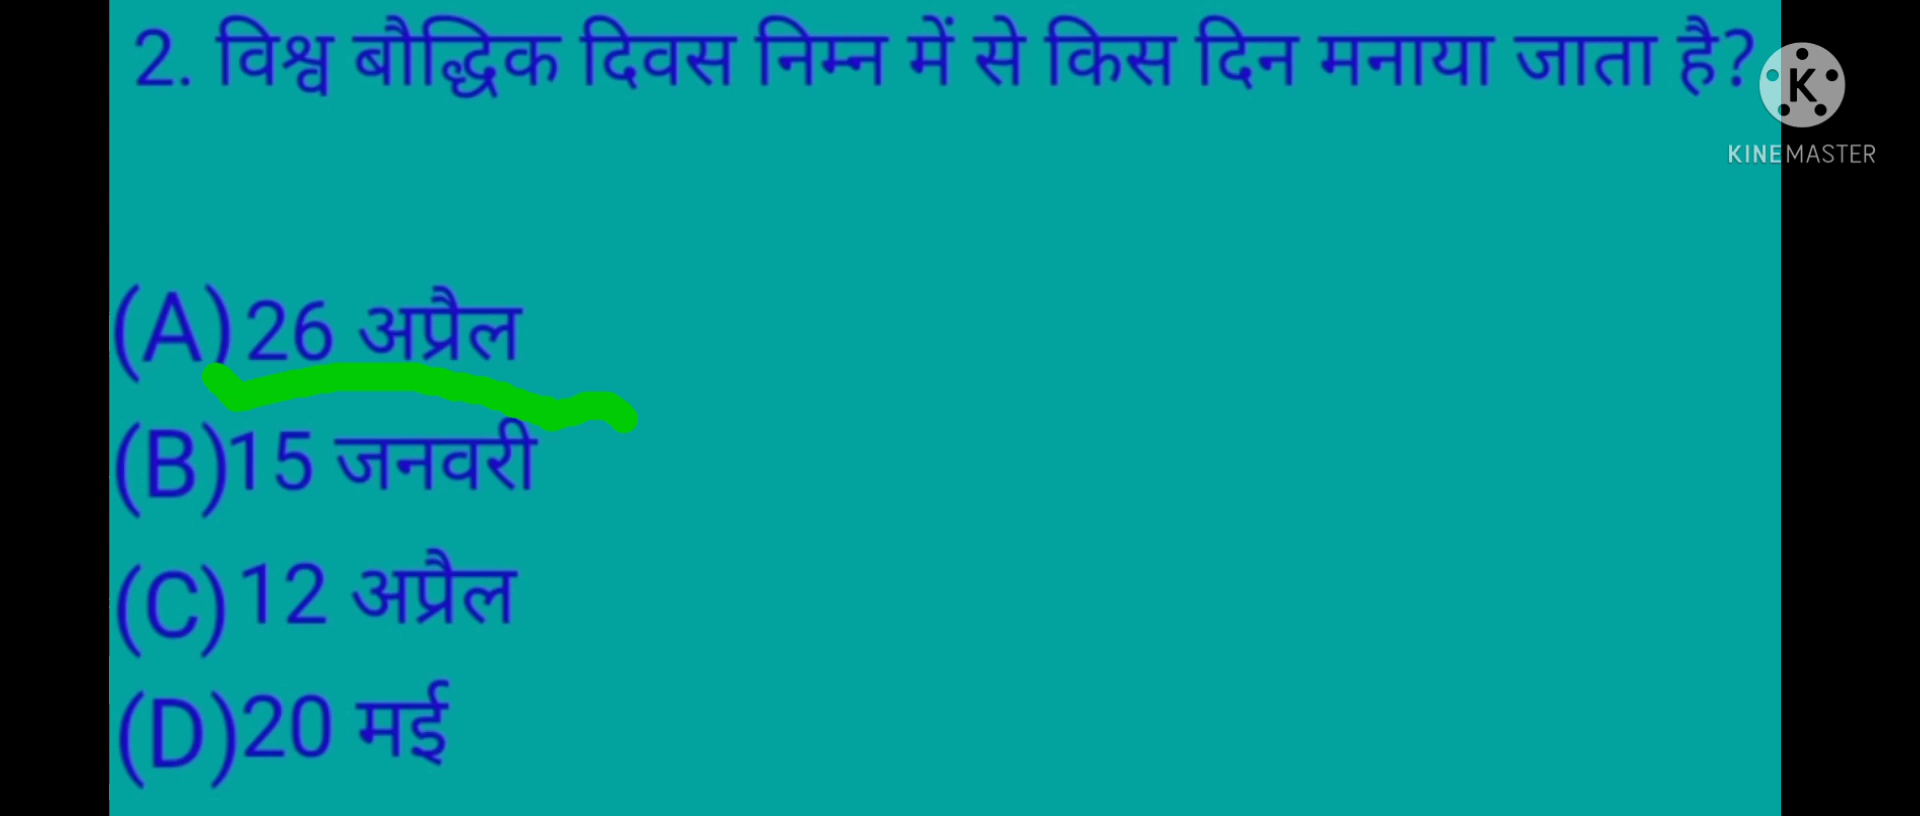 2. विश्व बौद्धिक दिवस निम्न में से किस दिन मनाया जाता है?
K
KINEMASTER
(A) 26 अप्रैल
(B) 15 जनवरी
(C) 12 अप्रैल
(D) 20 मई